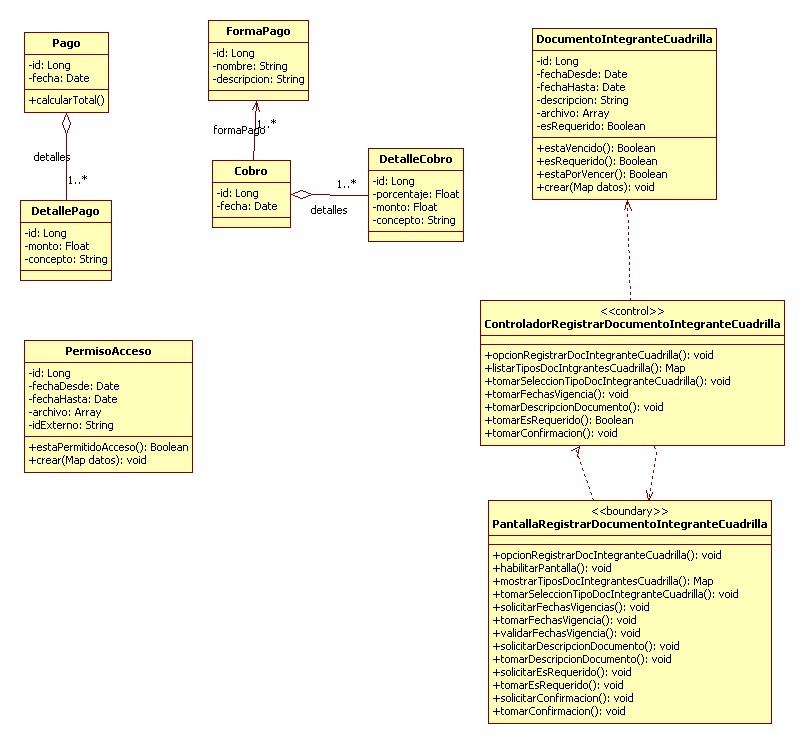 Pago
-id: Long
-fecha: Date
+calcularTotal()
detalles
1..*
DetallePago
-id: Long
-monto: Float
-concepto: String
FormaPago
-id: Long
-nombre: String
-descripcion: String
1..*
formaPago
Cobro
-id: Long
-fecha: Date
1..*
detalles
DetalleCobro
-id: Long
-porcentaje: Float
-monto: Float
-concepto: String
DocumentoIntegranteCuadrilla
-id: Long
-fechaDesde: Date
-fechaHasta: Date
-descripcion: String
-archivo: Array
-esRequerido: Boolean
+estaVencido(): Boolean
+esRequerido(): Boolean
+estaPorVencer(): Boolean
+crear(Map datos): void
PermisoAcceso
-id: Long
-fechaDesde: Date
-fechaHasta: Date
-archivo: Array
-idExterno: String
+estaPermitidoAcceso(): Boolean
+crear(Map datos): void
<<control>>
ControladorRegistrarDocumentoIntegranteCuadrilla
+opcionRegistrarDocIntegranteCuadrilla(): void
+listarTiposDocIntgrantesCuadrilla(): Map
+tomarSeleccionTipoDocIntegranteCuadrilla(): void
+tomarFechasVigencia(): void
+tomarDescripcionDocumento(): void
+tomarEsRequerido(): Boolean
+tomarConfirmacion(): void
<<boundary>>
PantallaRegistrarDocumentoIntegranteCuadrilla
+opcionRegistrarDocIntegranteCuadrilla(): void
+habilitarPantalla(): void
+mostrarTiposDocIntegrantesCuadrilla(): Map
+tomarSeleccionTipoDocIntegranteCuadrilla(): void
+solicitarFechasVigencias(): void
+tomarFechasVigencia(): void
+validarFechasVigencia(): void
+solicitarDescripcionDocumento(): void
+tomarDescripcionDocumento(): void
+solicitarEsRequerido(): void
+tomarEsRequerido(): void
+solicitarConfirmacion(): void
+tomarConfirmacion(): void